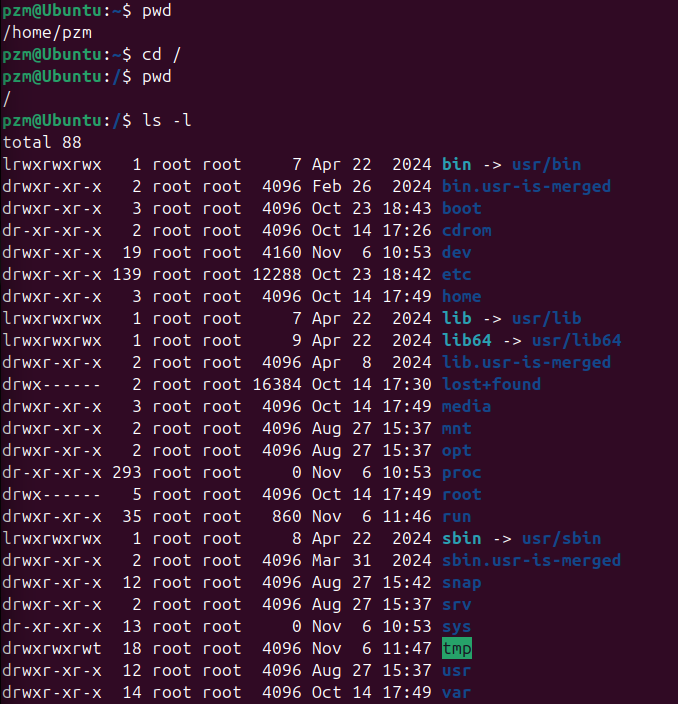 pzm@Ubuntu:~$ pwd
/home/pzm
pzm@Ubuntu:~$ cd /
pzm@Ubuntu:/$ pwd
/
pzm@Ubuntu:/$ ls -l
total 88
lrwxrwxrwx   1 root root     7 Apr 22  2024 bin -> usr/bin
drwxr-xr-x   2 root root  4096 Feb 26  2024 bin.usr-is-merged
drwxr-xr-x   3 root root  4096 Oct 23 18:43 boot
dr-xr-xr-x   2 root root  4096 Oct 14 17:26 cdrom
drwxr-xr-x  19 root root  4160 Nov  6 10:53 dev
drwxr-xr-x 139 root root 12288 Oct 23 18:42 etc
drwxr-xr-x   3 root root  4096 Oct 14 17:49 home
lrwxrwxrwx   1 root root     7 Apr 22  2024 lib -> usr/lib
lrwxrwxrwx   1 root root     9 Apr 22  2024 lib64 -> usr/lib64
drwxr-xr-x   2 root root  4096 Apr  8  2024 lib.usr-is-merged
drwx------   2 root root 16384 Oct 14 17:30 lost+found
drwxr-xr-x   3 root root  4096 Oct 14 17:49 media
drwxr-xr-x   2 root root  4096 Aug 27 15:37 mnt
drwxr-xr-x   2 root root  4096 Aug 27 15:37 opt
dr-xr-xr-x 293 root root     0 Nov  6 10:53 proc
drwx------   5 root root  4096 Oct 14 17:49 root
drwxr-xr-x  35 root root   860 Nov  6 11:46 run
lrwxrwxrwx   1 root root     8 Apr 22  2024 sbin -> usr/sbin
drwxr-xr-x   2 root root  4096 Mar 31  2024 sbin.usr-is-merged
drwxr-xr-x  12 root root  4096 Aug 27 15:42 snap
drwxr-xr-x   2 root root  4096 Aug 27 15:37 srv
dr-xr-xr-x  13 root root     0 Nov  6 10:53 sys
drwxrwxrwt  18 root root  4096 Nov  6 11:47 tmp
drwxr-xr-x  12 root root  4096 Aug 27 15:37 usr
drwxr-xr-x  14 root root  4096 Oct 14 17:49 var